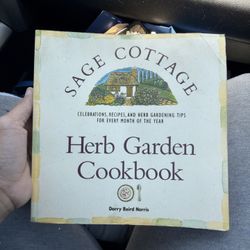 SAGE COTTAGE
CELEBRATIONS, RECIPES, AND HERB GARDENING TIPS
FOR EVERY MONTH OF THE YEAR
Herb Garden
Cookbook
Dorry Baird Norris